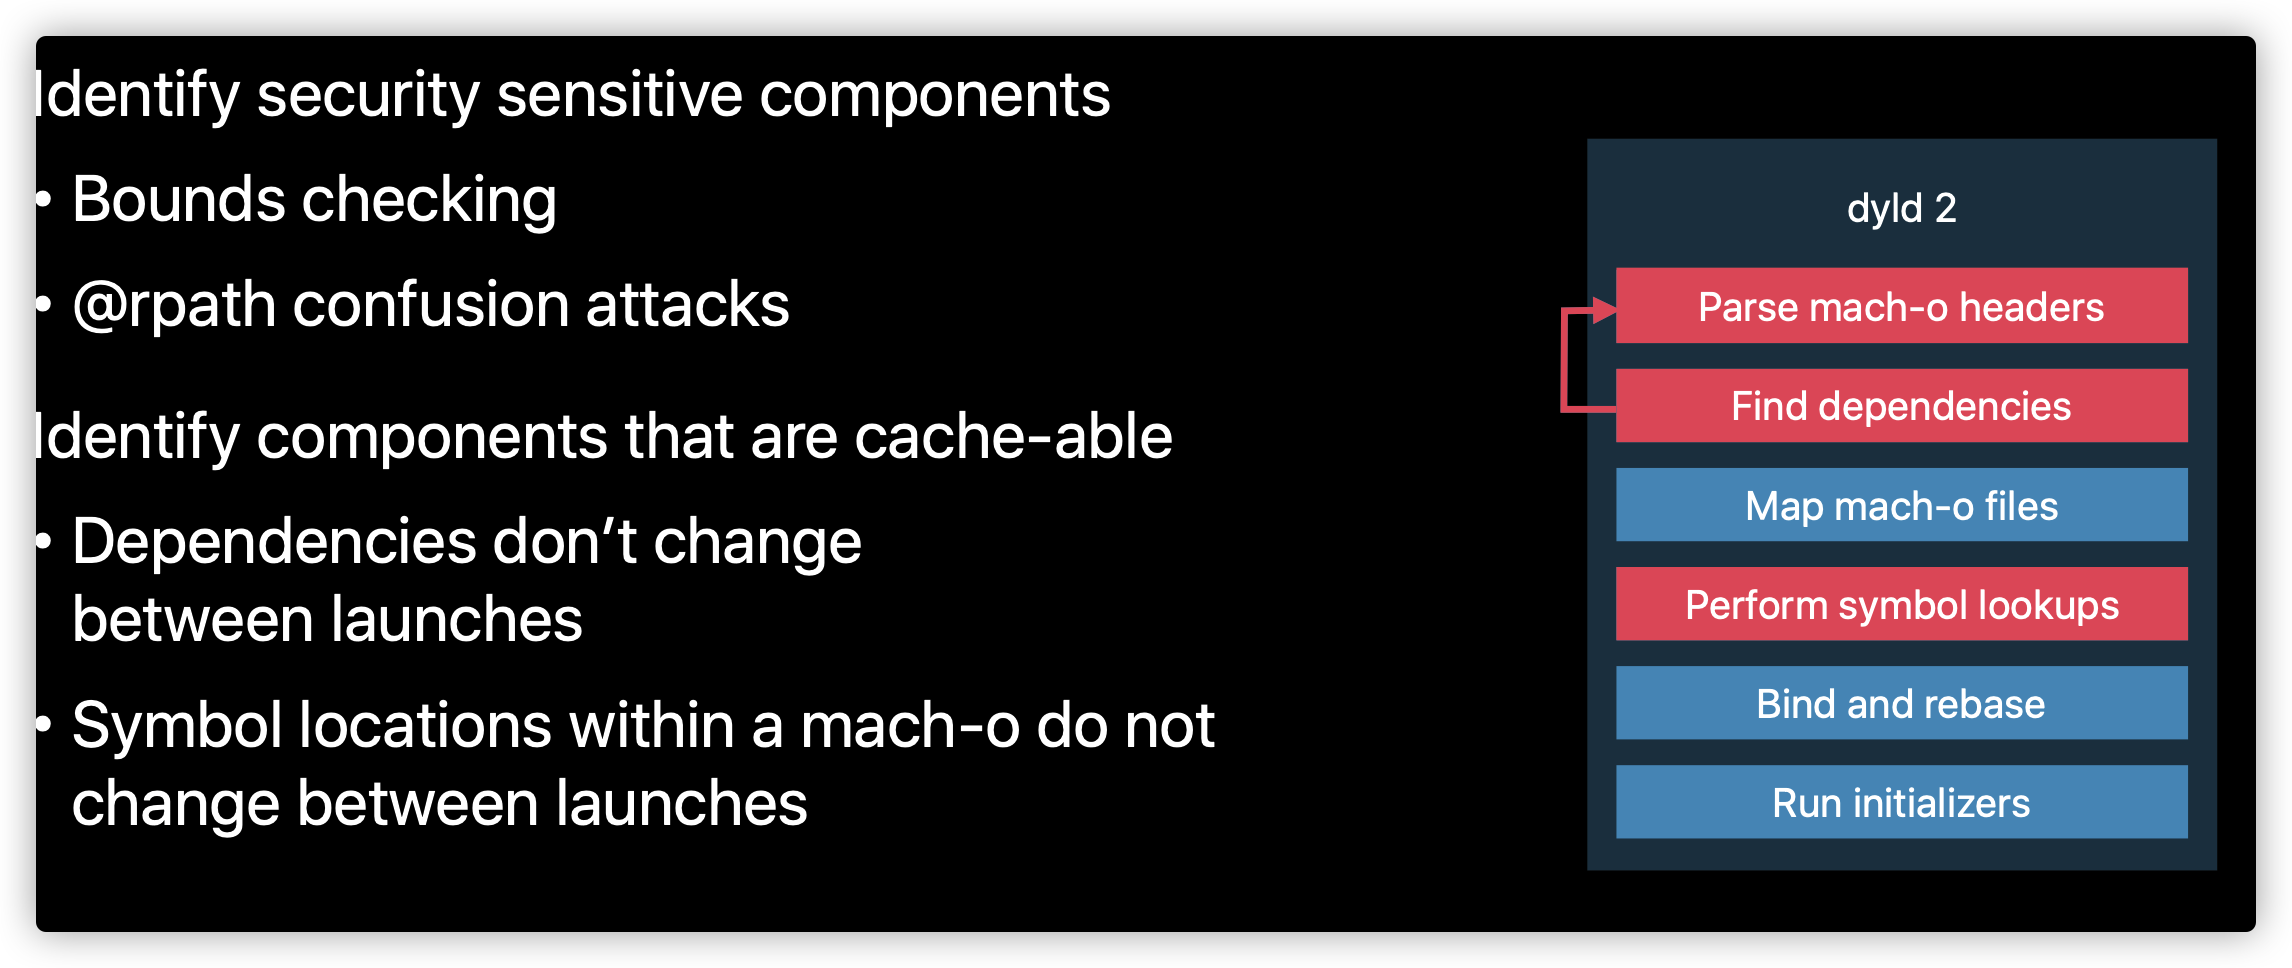 Identify security sensitive components
• Bounds checking
• @rpath confusion attacks
Identify components that are cache-able
• Dependencies don’t change
between launches
• Symbol locations within a mach-o do not
change between launches
dyld 2
Parse mach-o headers
Find dependencies
Map mach-o files
Perform symbol lookups
Bind and rebase
Run initializers